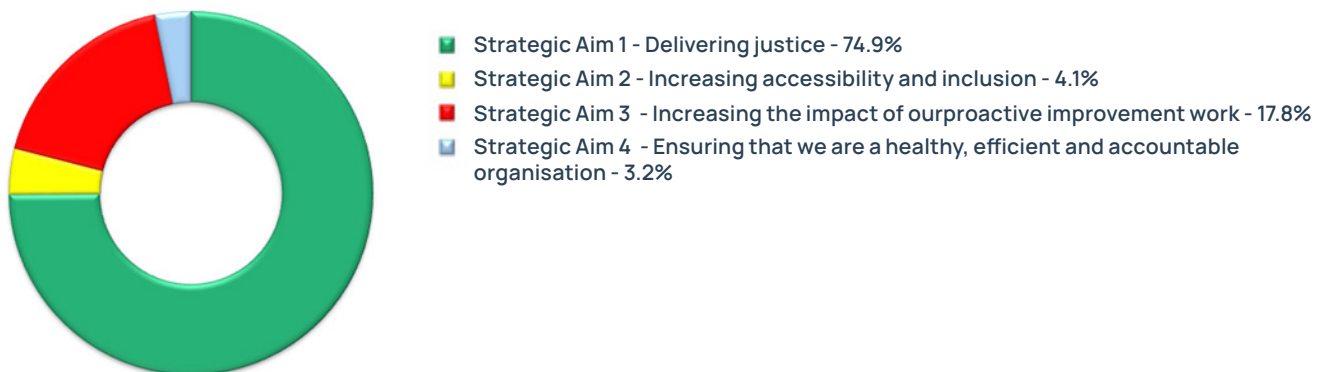 Strategic Aim 1 - Delivering justice - 74.9%
Strategic Aim 2 - Increasing accessibility and inclusion - 4.1%
Strategic Aim 3 - Increasing the impact of ourproactive improvement work - 17.8%
Strategic Aim 4 - Ensuring that we are a healthy, efficient and accountable
organisation - 3.2%